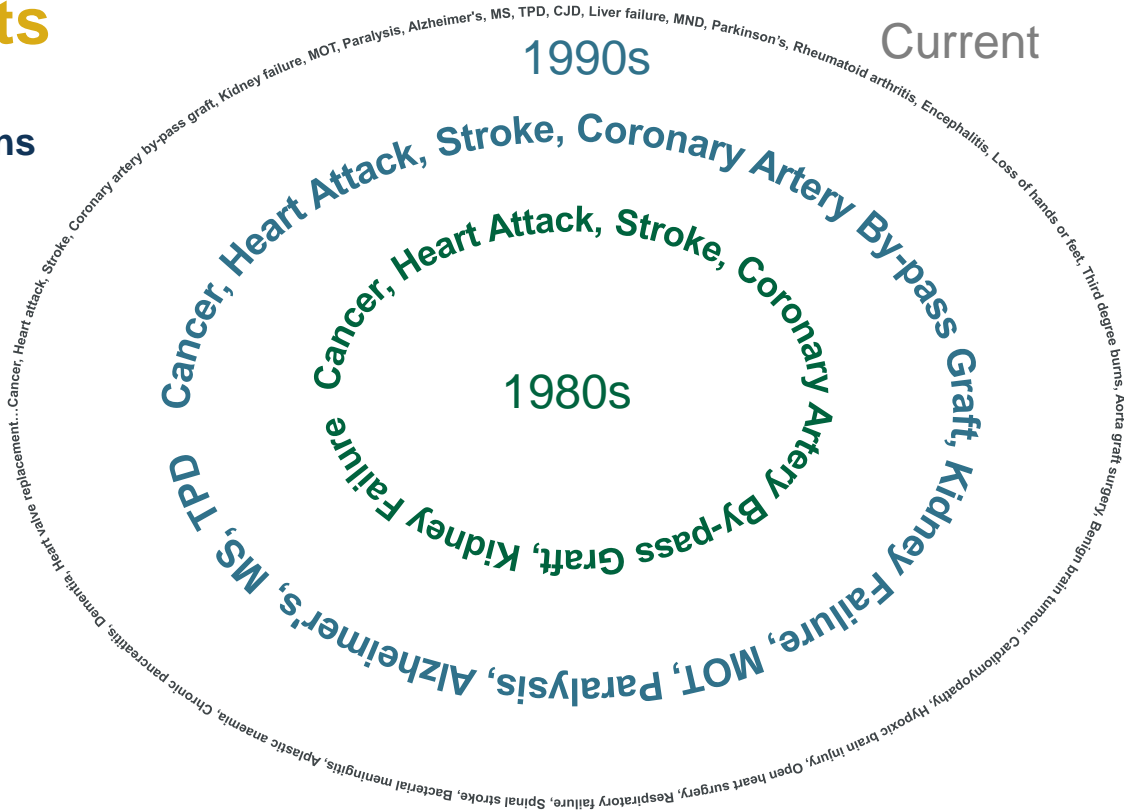 ts
ns
Current
1990s
1980s
Cancer, Heart attack, Stroke, Coronary artery by-pass graft, Kidney failure, MOT, Paralysis, Alzheimer's, MS, TPD, CJD, Liver failure, MND, Parkinson's, Rheumatoid arthritis, Encephalitis, Loss of hands or feet, Third degree burns, Aorta graft surgery, Benign brain tumour, Cardiomyopathy, Hypoxic brain injury, Open heart surgery, Respiratory failure, Spinal stroke, Bacterial meningitis, Aplastic anaemia, Chronic pancreatitis, Dementia, Heart valve replacement...
Cancer, Heart Attack, Stroke, Coronary Artery By-pass Graft, Kidney Failure, MOT, Paralysis, Alzheimer's, MS, TPD
Cancer, Heart Attack, Stroke, Coronary Artery By-pass Graft, Kidney Failure